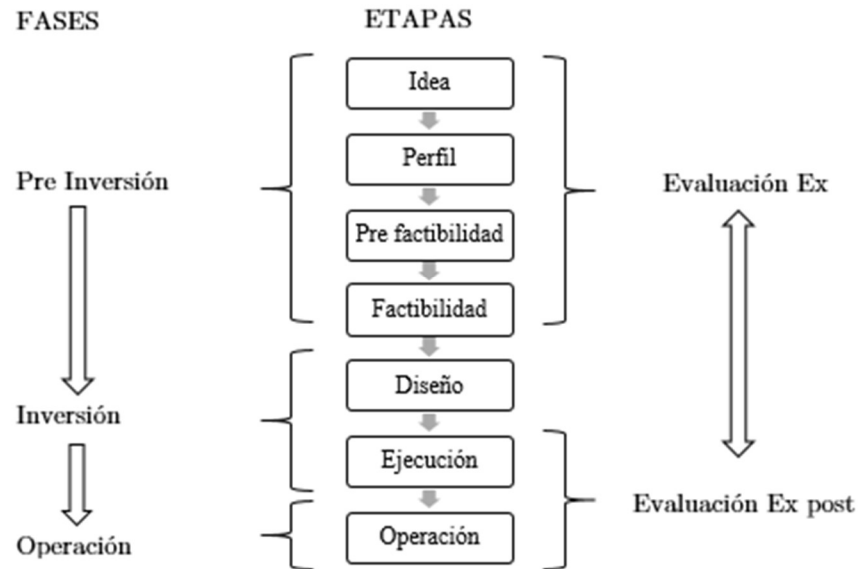 FASES
ETAPAS
Idea
Perfil
Pre Inversión
Evaluación Ex
Pre factibilidad
Factibilidad
Diseño
Inversión
Ejecución
Evaluación Ex post
Operación
Operación